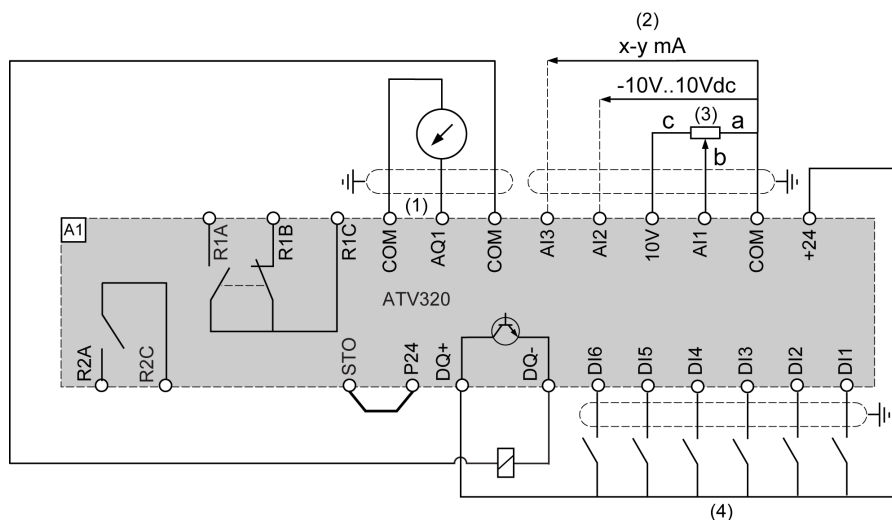 (2)
x-y mA
-10V..10Vdc
c
(3)
a
b
(1)
A1
R1A
R1B
R1C
COM
AQ1
COM
AI3
AI2
10V
AI1
COM
+24
ATV320
R2A
R2C
STO
P24
DQ+
DQ-
DI6
DI5
DI4
DI3
DI2
DI1
(4)